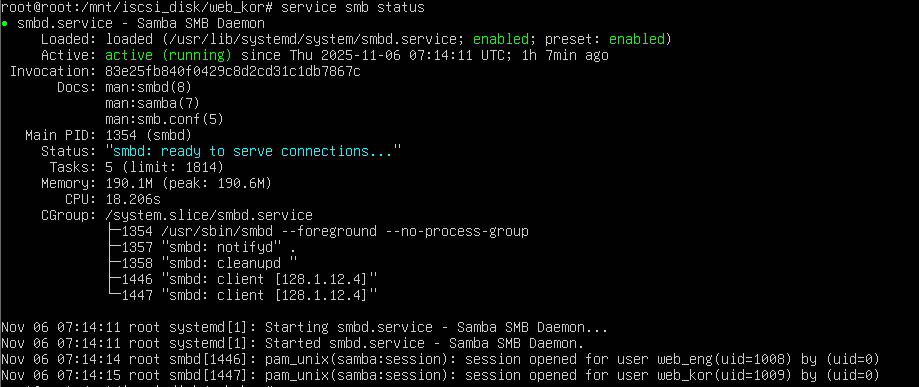 root@root:/mnt/iscsi_disk/web_kor# service smb status
● smbd.service - Samba SMB Daemon
Loaded: loaded (/usr/lib/systemd/system/smbd.service; enabled; preset: enabled)
Active: active (running) since Thu 2025-11-06 07:14:11 UTC; 1h 7min ago
Invocation: 83e25fb840f0429c8d2cd31c1db7867c
Docs: man:smbd(8)
man:samba(7)
man:smb.conf(5)
Main PID: 1354 (smbd)
Status: "smbd: ready to serve connections..."
Tasks: 5 (limit: 1814)
Memory: 190.1M (peak: 190.6M)
CPU: 18.206s
CGroup: /system.slice/smbd.service
├─1354 /usr/sbin/smbd --foreground --no-process-group
├─1357 "smbd: notifyd" .
├─1358 "smbd: cleanupd "
├─1446 "smbd: client [128.1.12.4]"
└─1447 "smbd: client [128.1.12.4]"
Nov 06 07:14:11 root systemd[1]: Starting smbd.service - Samba SMB Daemon...
Nov 06 07:14:11 root systemd[1]: Started smbd.service - Samba SMB Daemon.
Nov 06 07:14:14 root smbd[1446]: pam_unix(samba:session): session opened for user web_eng(uid=1008) by (uid=0)
Nov 06 07:14:15 root smbd[1447]: pam_unix(samba:session): session opened for user web_kor(uid=1009) by (uid=0)